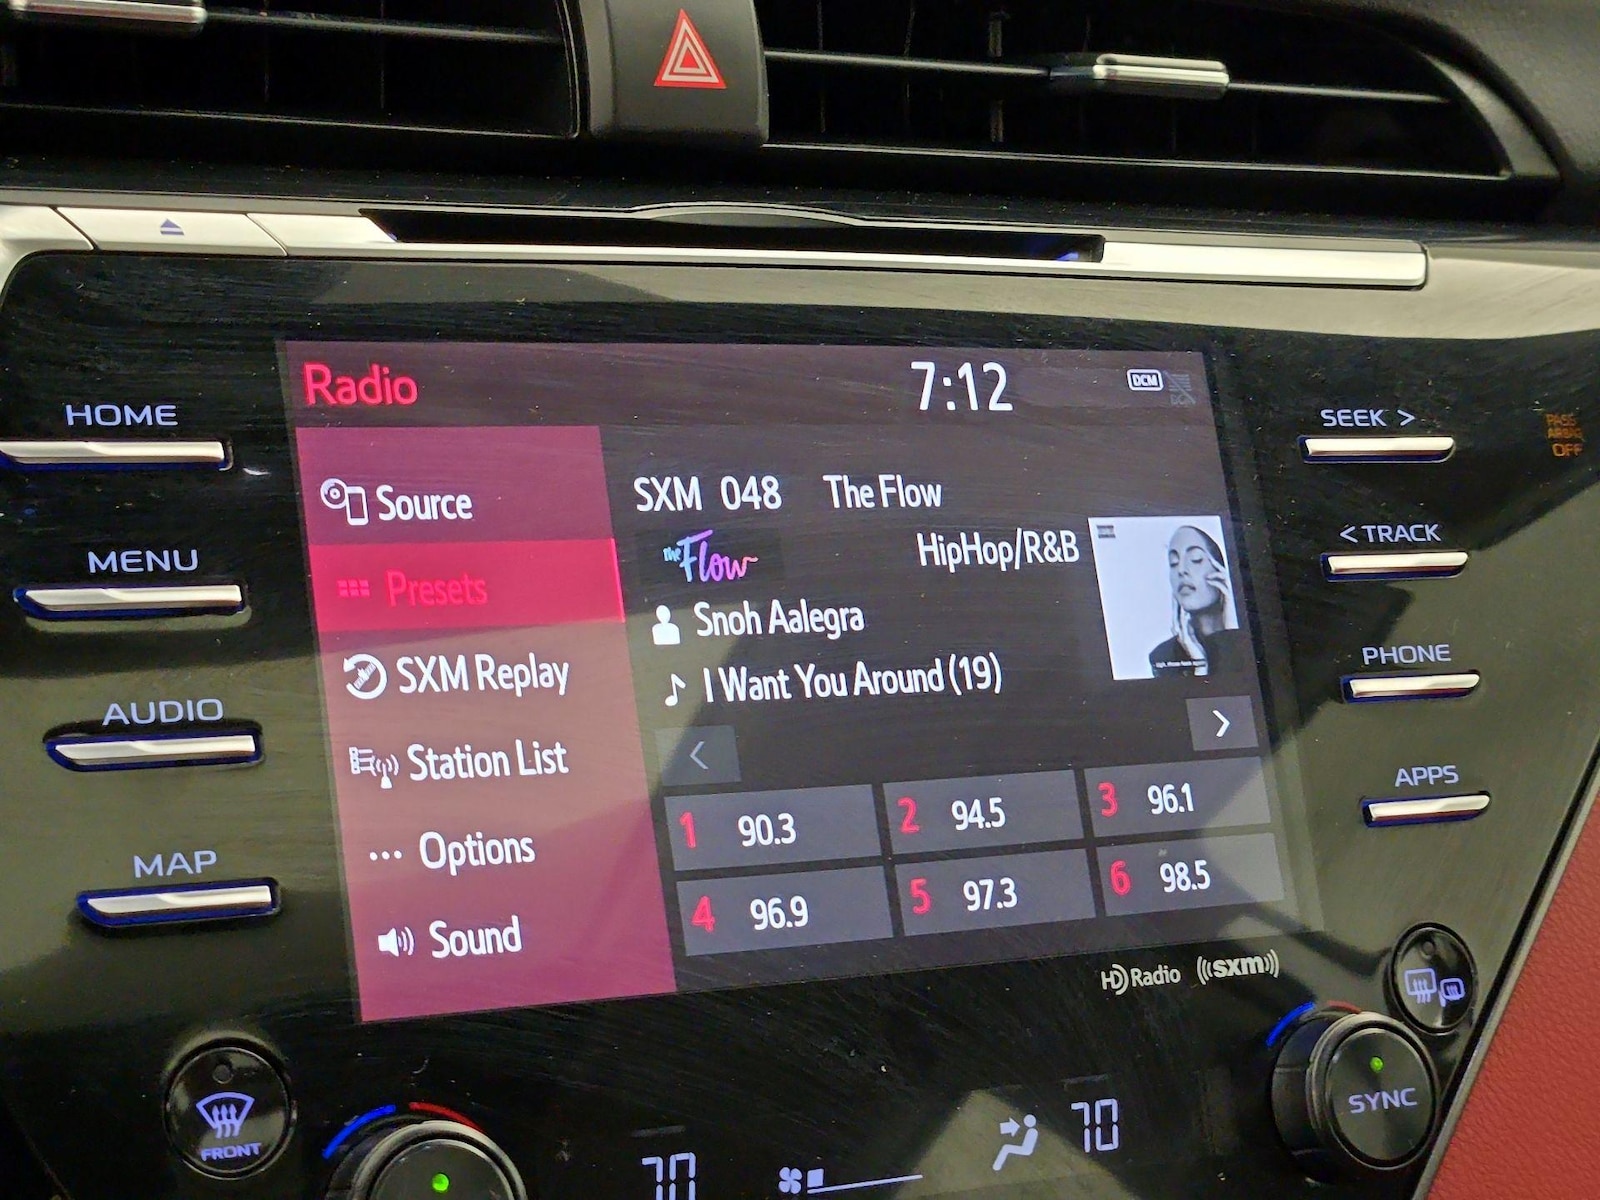 Radio
7:12
DCM
HOME
MENU
AUDIO
MAP
Source
Presets
SXM Replay
Station List
Options
Sound
SXM 048 The Flow
the Flow
HipHop/R&B
Snoh Aalegra
I Want You Around (19)
1 90.3
2 94.5
3 96.1
4 96.9
5 97.3
6 98.5
HD Radio
sxm
SEEK >
< TRACK
PHONE
APPS
PASS
AIRBAG
OFF
FRONT
70
70
SYNC